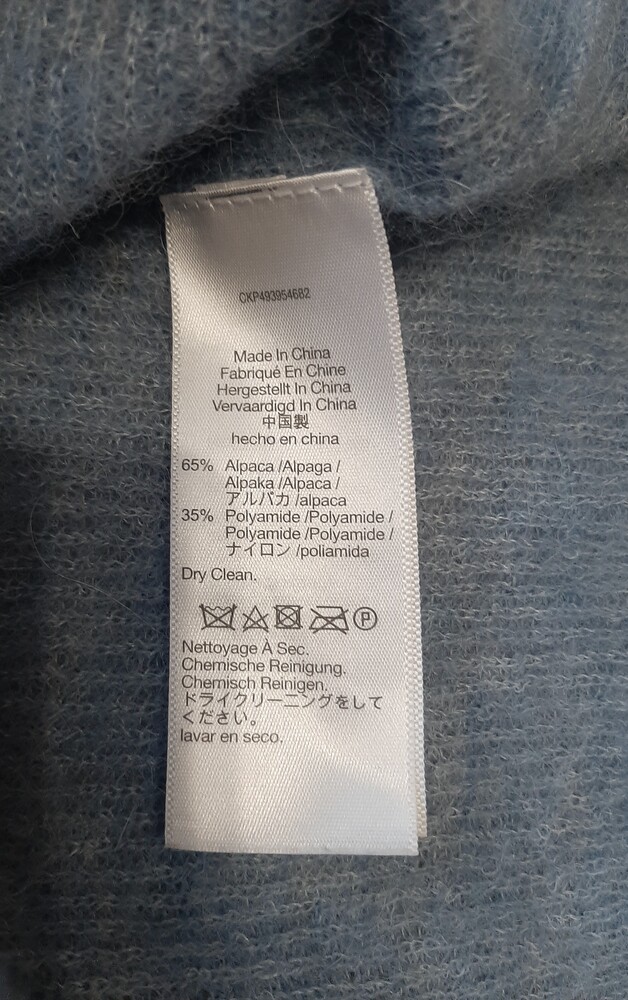 CKP493954682
Made In China
Fabriqué En Chine
Hergestellt In China
Vervaardigd In China
中国製
hecho en china
65% Alpaca /Alpaga /
Alpaka /Alpaca /
アルパカ /alpaca
35% Polyamide /Polyamide /
Polyamide /Polyamide /
ナイロン /poliamida
Dry Clean.
P
Nettoyage À Sec.
Chemische Reinigung.
Chemisch Reinigen.
ドライクリーニングをして
ください。
lavar en seco.